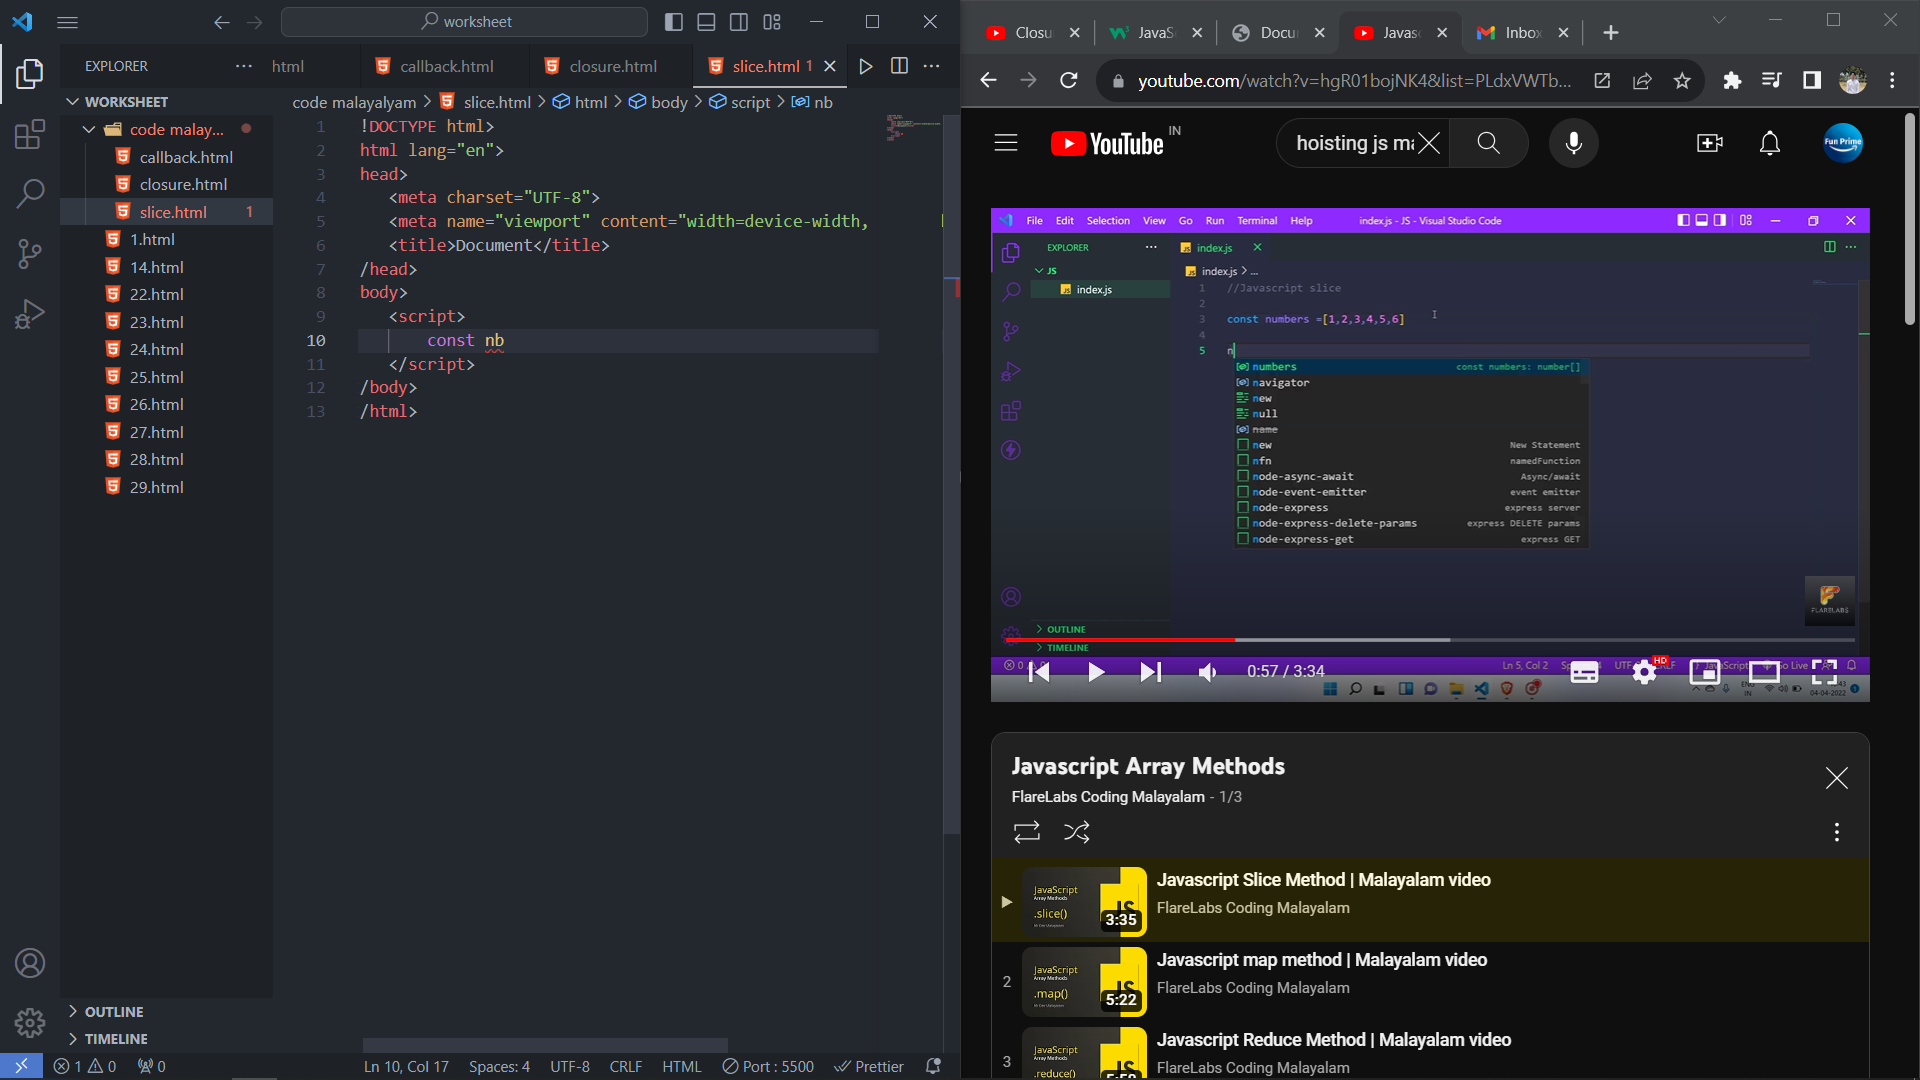 worksheet
EXPLORER
html
callback.html
closure.html
slice.html 1
WORKSHEET
code malay...
callback.html
closure.html
slice.html 1
1.html
14.html
22.html
23.html
24.html
25.html
26.html
27.html
28.html
29.html
OUTLINE
TIMELINE
code malayalyam > slice.html > html > body > script > nb
1 !DOCTYPE html>
2 html lang="en">
3 head>
4 <meta charset="UTF-8">
5 <meta name="viewport" content="width=device-width,
6 <title>Document</title>
7 /head>
8 body>
9 <script>
10 const nb
11 </script>
12 /body>
13 /html>
1 0 0 Ln 10, Col 17 Spaces: 4 UTF-8 CRLF HTML Port : 5500 Prettier
Closu
JavaS
Docu
Javas
Inbox
youtube.com/watch?v=hgR01bojNK4&list=PLdxVWTb...
YouTube IN
hoisting js ma
Fun Prime
File Edit Selection View Go Run Terminal Help index.js - JS - Visual Studio Code
EXPLORER
index.js
JS
index.js
index.js > ...
1 //Javascript slice
2
3 const numbers =[1,2,3,4,5,6]
4
5 n
numbers const numbers: number[]
navigator
new
null
name
new New Statement
nfn namedFunction
node-async-await Async/await
node-event-emitter event emitter
node-express express server
node-express-delete-params express DELETE params
node-express-get express GET
FLARELABS
OUTLINE
TIMELINE
Ln 5, Col 2
0:57 / 3:34
HD
04-04-2022
Javascript Array Methods
FlareLabs Coding Malayalam - 1/3
JavaScript
Array Methods
.slice()
JS
3:35
Javascript Slice Method | Malayalam video
FlareLabs Coding Malayalam
2
JavaScript
Array Methods
.map()
JS
5:22
Javascript map method | Malayalam video
FlareLabs Coding Malayalam
3
JavaScript
Array Methods
.reduce()
Javascript Reduce Method | Malayalam video
FlareLabs Coding Malayalam